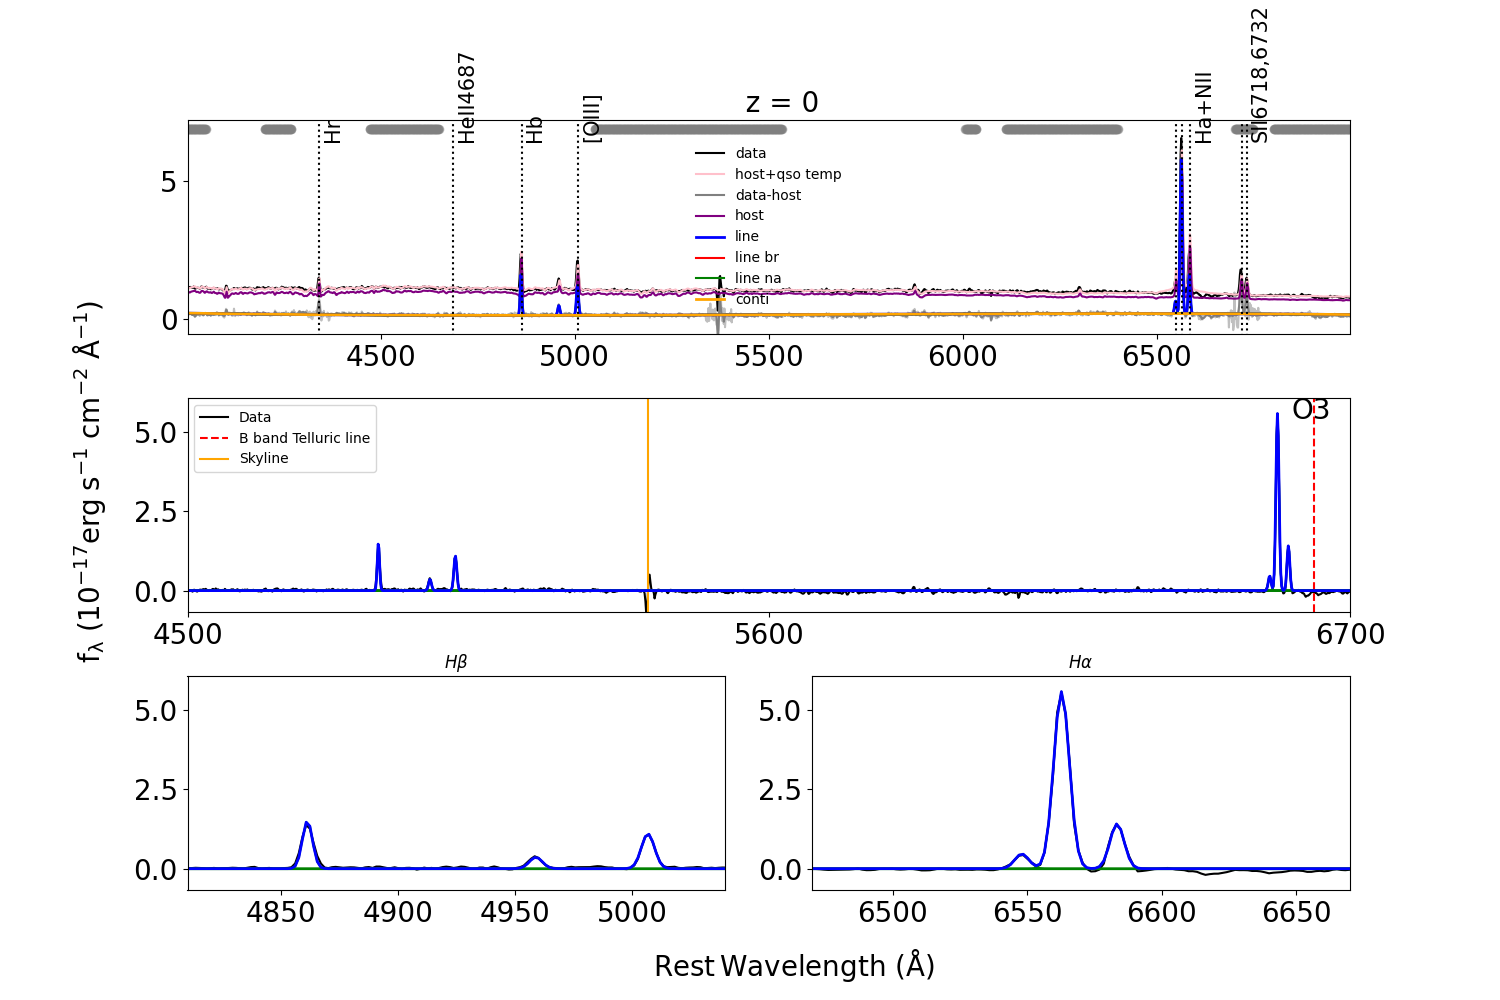 z = 0
Hr
HeII4687
Hb
[OIII]
Ha+NII
SII6718,6732
data
host+qso temp
data-host
host
line
line br
line na
conti
5
0
4500 5000 5500 6000 6500
Data
B band Telluric line
Skyline
O3
5.0
2.5
0.0
4500 5600 6700
fλ (10⁻¹⁷erg s⁻¹ cm⁻² Å⁻¹)
Hβ
5.0
2.5
0.0
4850 4900 4950 5000
Hα
5.0
2.5
0.0
6500 6550 6600 6650
Rest Wavelength (Å)